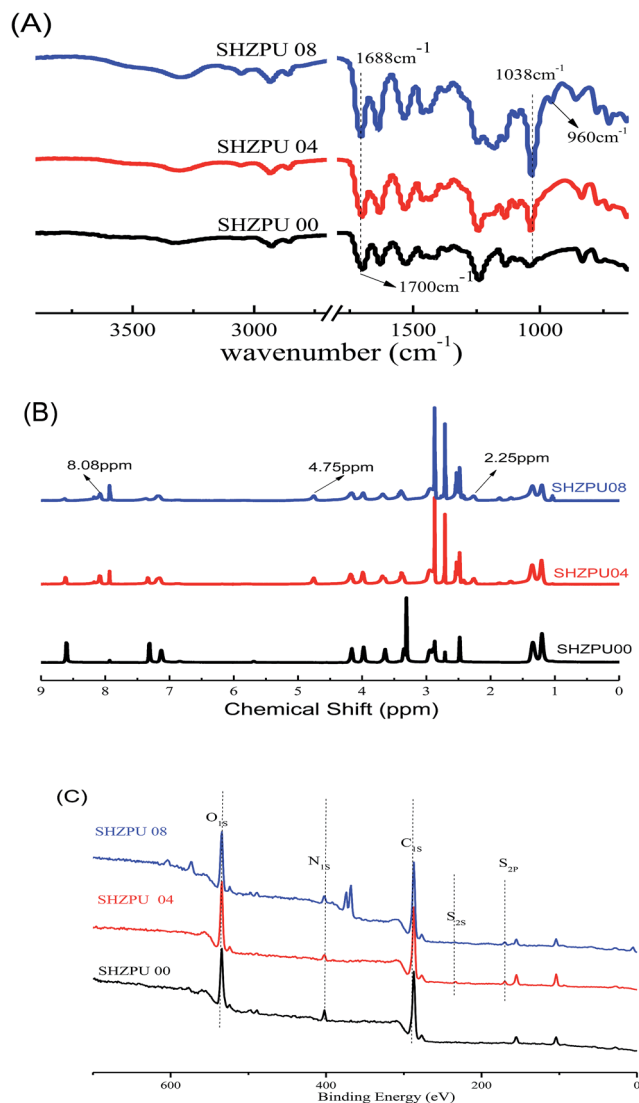 (A)
SHZPU 08
1688cm-1
1038cm-1
960cm-1
SHZPU 04
SHZPU 00
1700cm-1
3500 3000 1500 1000
wavenumber (cm-1)
(B)
8.08ppm
4.75ppm
2.25ppm
SHZPU08
SHZPU04
SHZPU00
9 8 7 6 5 4 3 2 1 0
Chemical Shift (ppm)
(C)
O1S
N1S
C1S
S2S
S2P
SHZPU 08
SHZPU 04
SHZPU 00
600 400 200 0
Binding Energy (eV)